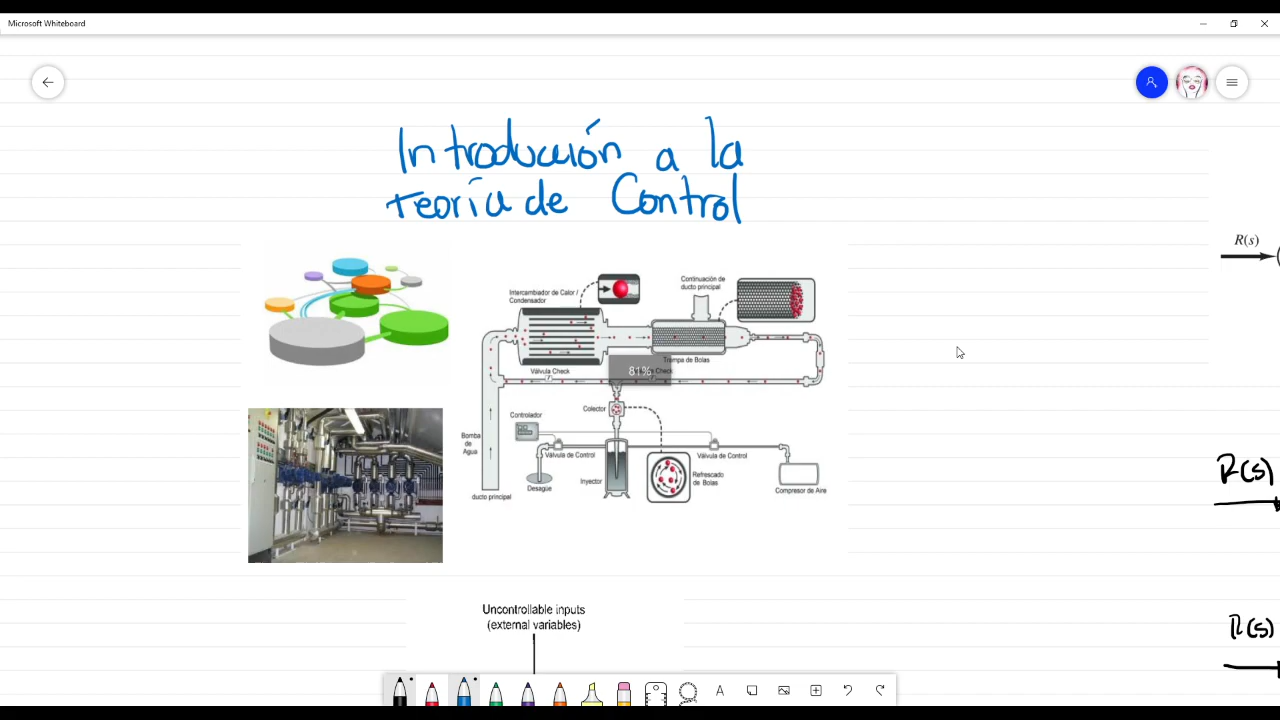 Microsoft Whiteboard
Introducción a la
teoría de Control
R(s)
Continuación de
ducto principal
Intercambiador de Calor /
Condensador
Trampa de Bolas
Válvula Check
81%
Check
Colector
Controlador
Bomba
de
Agua
Válvula de Control
Válvula de Control
Desagüe
Inyector
Refrescado
de Bolas
Compresor de Aire
ducto principal
R(s)
Uncontrollable inputs
(external variables)
R(s)
A